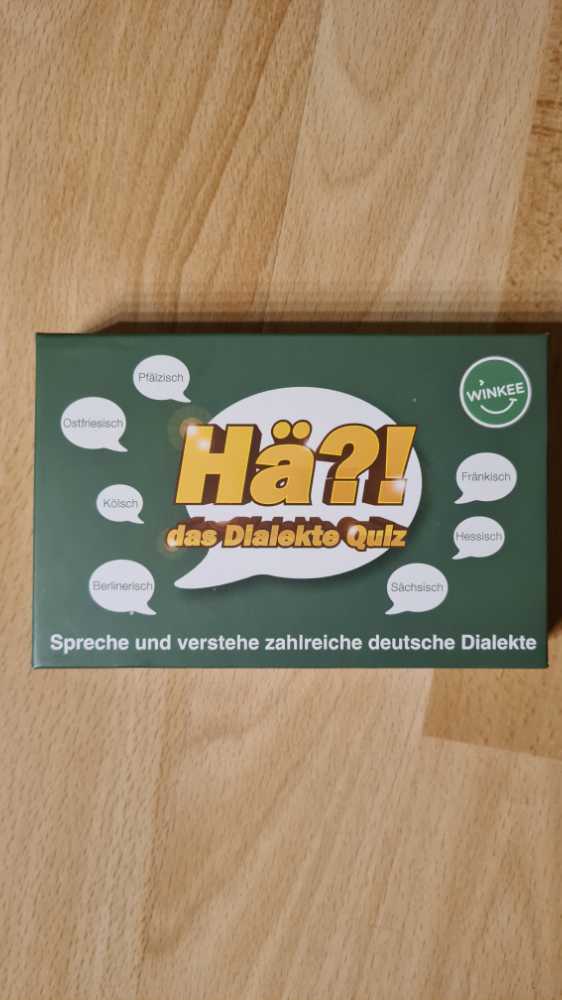 Pfälzisch
Ostfriesisch
Kölsch
Berlinerisch
Hä?!
das Dialekte Quiz
WINKEE
Fränkisch
Hessisch
Sächsisch
Spreche und verstehe zahlreiche deutsche Dialekte